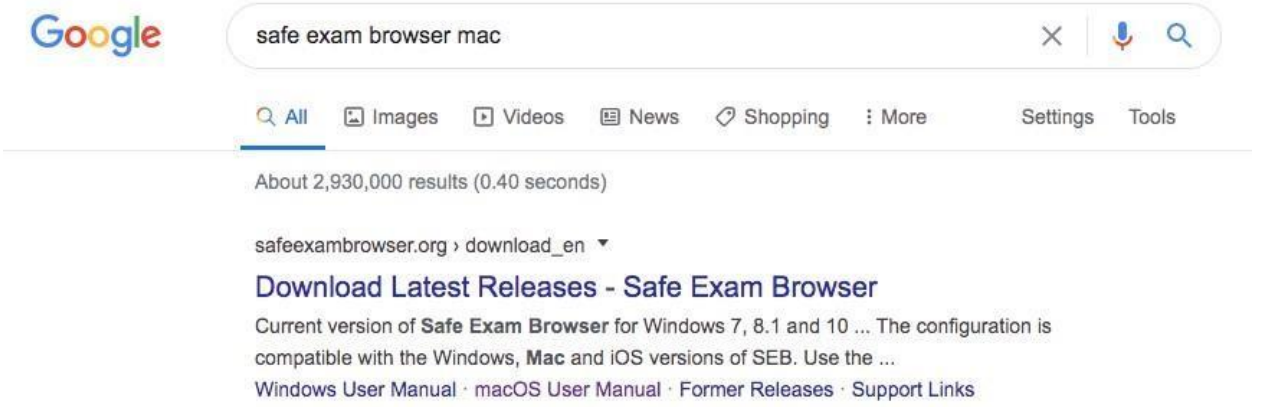 Google safe exam browser mac
All Images Videos News Shopping More Settings Tools
About 2,930,000 results (0.40 seconds)
safeexambrowser.org › download_en
Download Latest Releases - Safe Exam Browser
Current version of Safe Exam Browser for Windows 7, 8.1 and 10 ... The configuration is
compatible with the Windows, Mac and iOS versions of SEB. Use the ...
Windows User Manual · macOS User Manual · Former Releases · Support Links